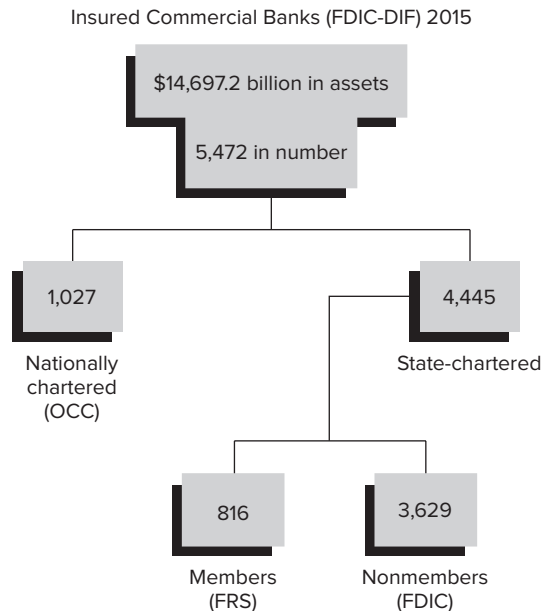 Insured Commercial Banks (FDIC-DIF) 2015
$14,697.2 billion in assets
5,472 in number
1,027
4,445
Nationally
chartered
(OCC)
State-chartered
816
3,629
Members
(FRS)
Nonmembers
(FDIC)